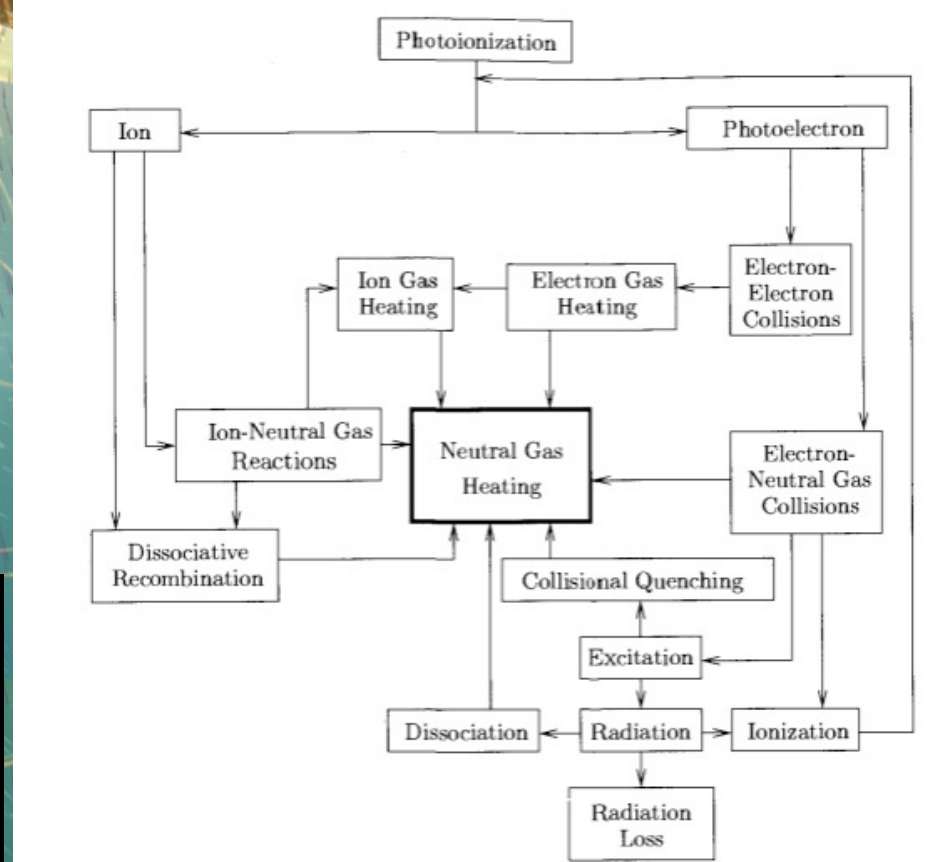 Photoionization
Ion
Photoelectron
Ion Gas
Heating
Electron Gas
Heating
Electron-
Electron
Collisions
Ion-Neutral Gas
Reactions
Neutral Gas
Heating
Electron-
Neutral Gas
Collisions
Dissociative
Recombination
Collisional Quenching
Excitation
Dissociation
Radiation
Ionization
Radiation
Loss